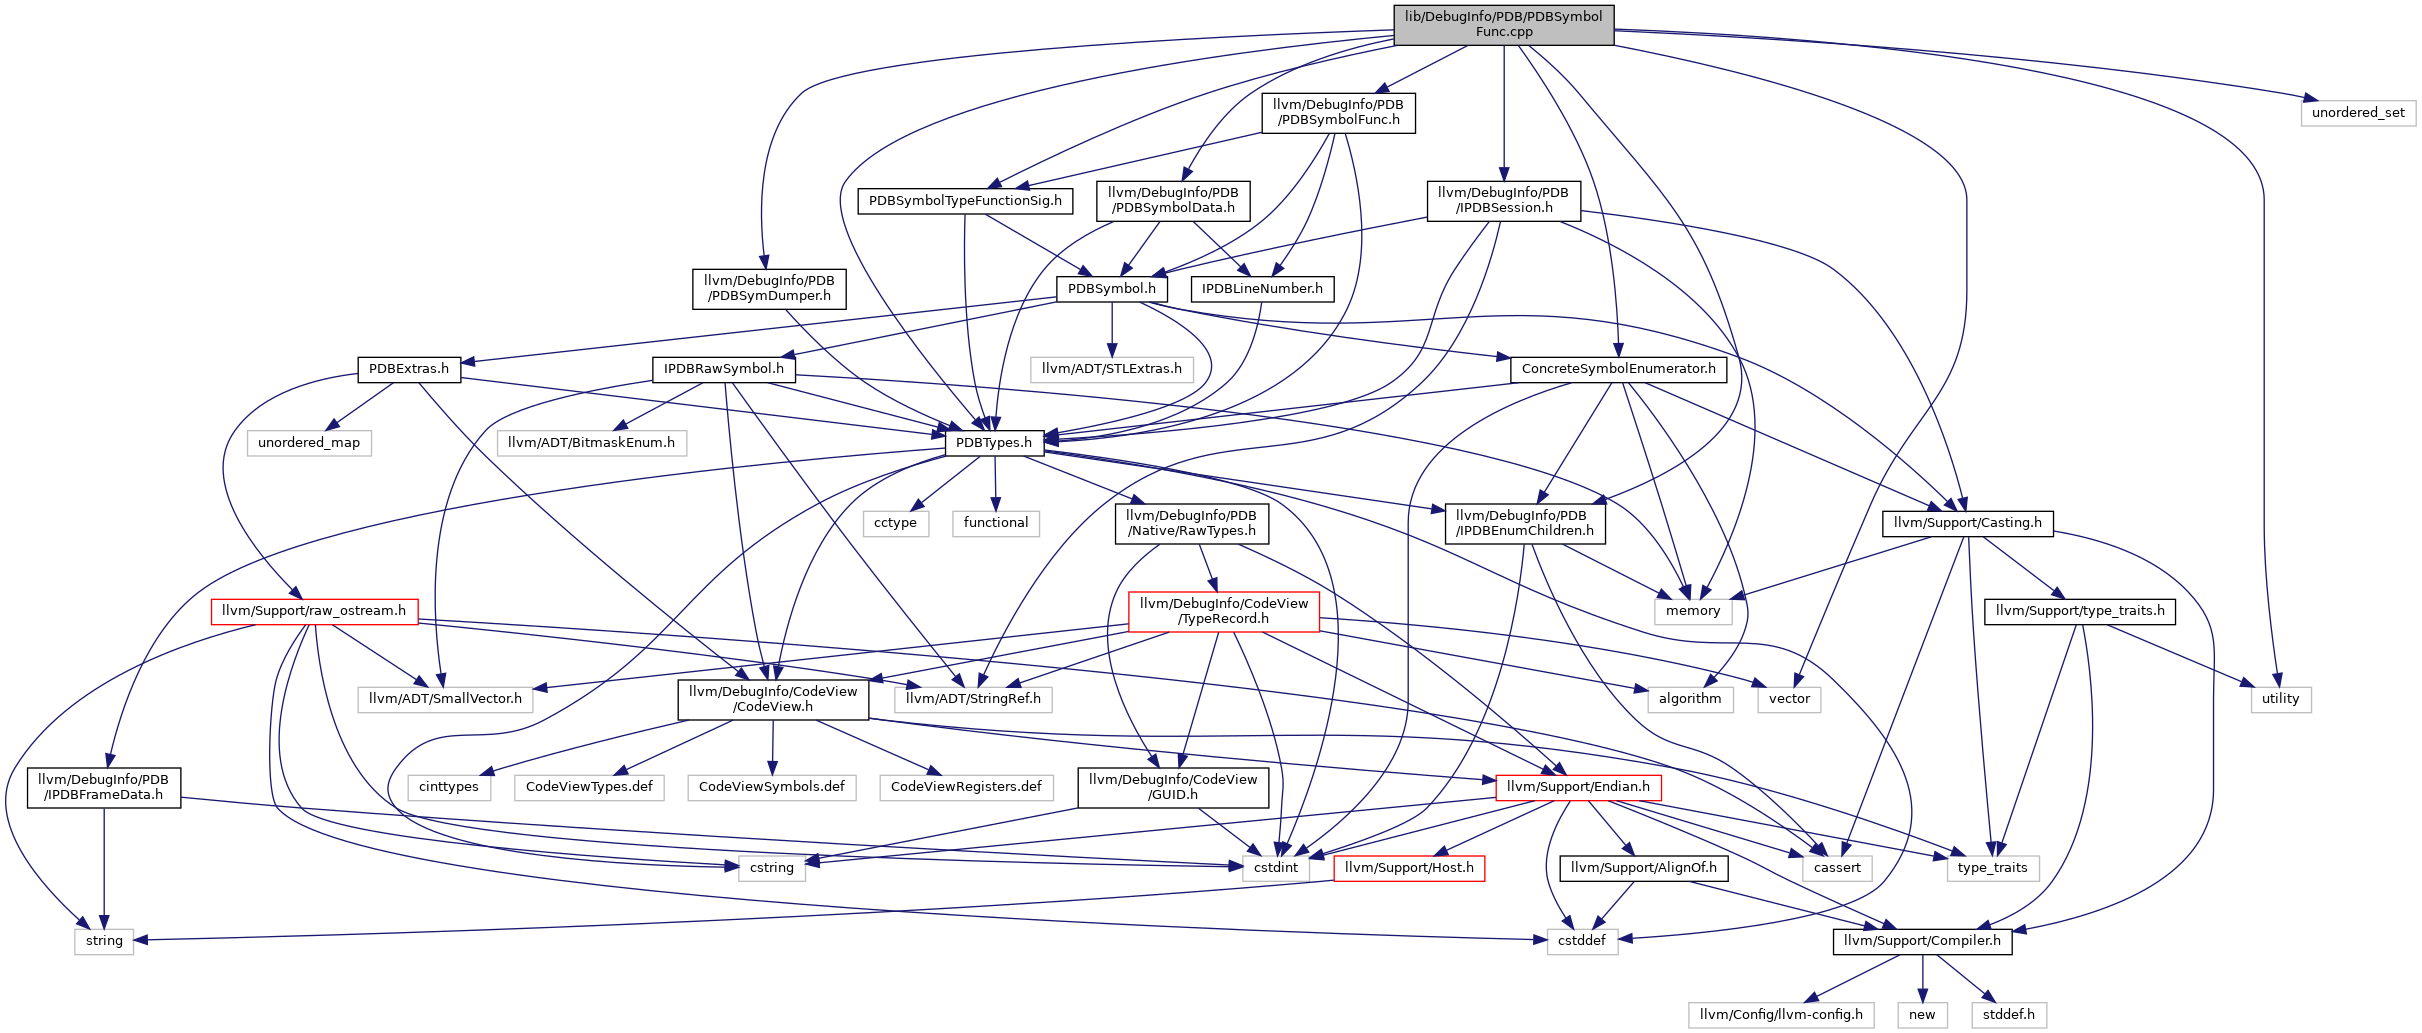 lib/DebugInfo/PDB/PDBSymbol
Func.cpp
llvm/DebugInfo/PDB
/PDBSymbolFunc.h
unordered_set
PDBSymbolTypeFunctionSig.h
llvm/DebugInfo/PDB
/PDBSymbolData.h
llvm/DebugInfo/PDB
/IPDBSession.h
llvm/DebugInfo/PDB
/PDBSymDumper.h
PDBSymbol.h
IPDBLineNumber.h
PDBExtras.h
IPDBRawSymbol.h
llvm/ADT/STLExtras.h
ConcreteSymbolEnumerator.h
unordered_map
llvm/ADT/BitmaskEnum.h
PDBTypes.h
cctype
functional
llvm/DebugInfo/PDB
/Native/RawTypes.h
llvm/DebugInfo/PDB
/IPDBEnumChildren.h
llvm/Support/Casting.h
llvm/Support/raw_ostream.h
llvm/DebugInfo/CodeView
/TypeRecord.h
memory
llvm/Support/type_traits.h
llvm/ADT/SmallVector.h
llvm/DebugInfo/CodeView
/CodeView.h
llvm/ADT/StringRef.h
algorithm
vector
utility
llvm/DebugInfo/PDB
/IPDBFrameData.h
cinttypes
CodeViewTypes.def
CodeViewSymbols.def
CodeViewRegisters.def
llvm/DebugInfo/CodeView
/GUID.h
llvm/Support/Endian.h
cstring
cstdint
llvm/Support/Host.h
llvm/Support/AlignOf.h
cassert
type_traits
string
cstddef
llvm/Support/Compiler.h
llvm/Config/llvm-config.h
new
stddef.h